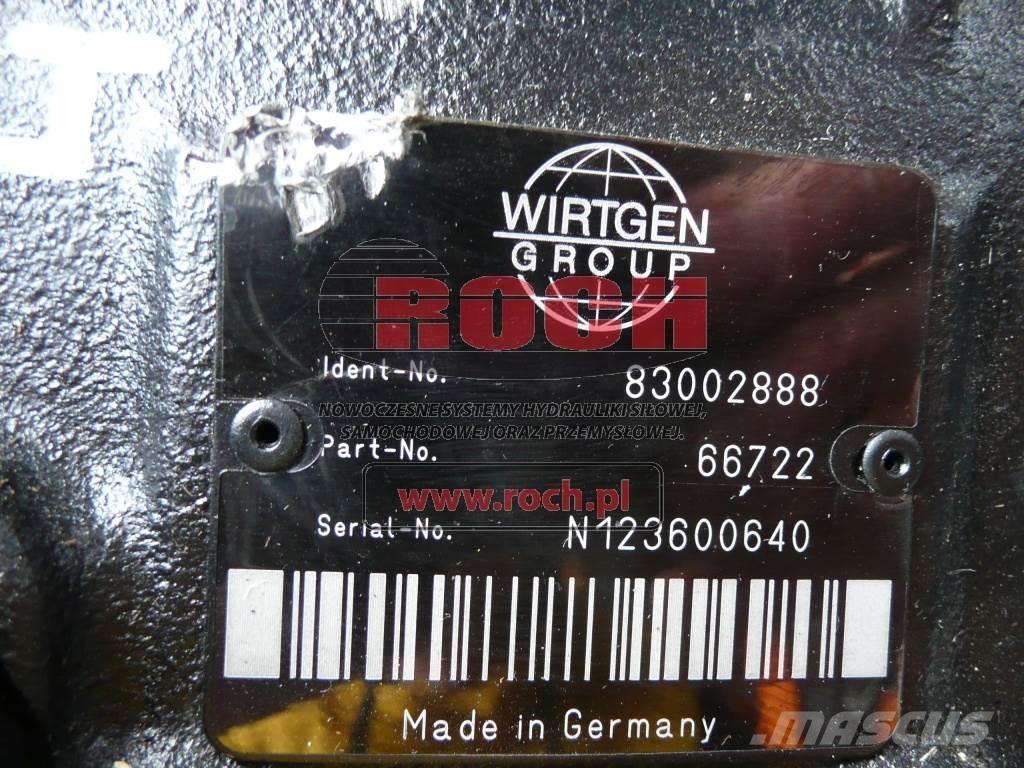 WIRTGEN
GROUP
ROCH
Ident-No. 83002888
NOWOCZESNE SYSTEMY HYDRAULIKI SIŁOWEJ,
SAMOCHODOWEJ ORAZ PRZEMYSŁOWEJ.
Part-No. 66722
www.roch.pl
Serial-No. N123600640
Made in Germany
MASCUS